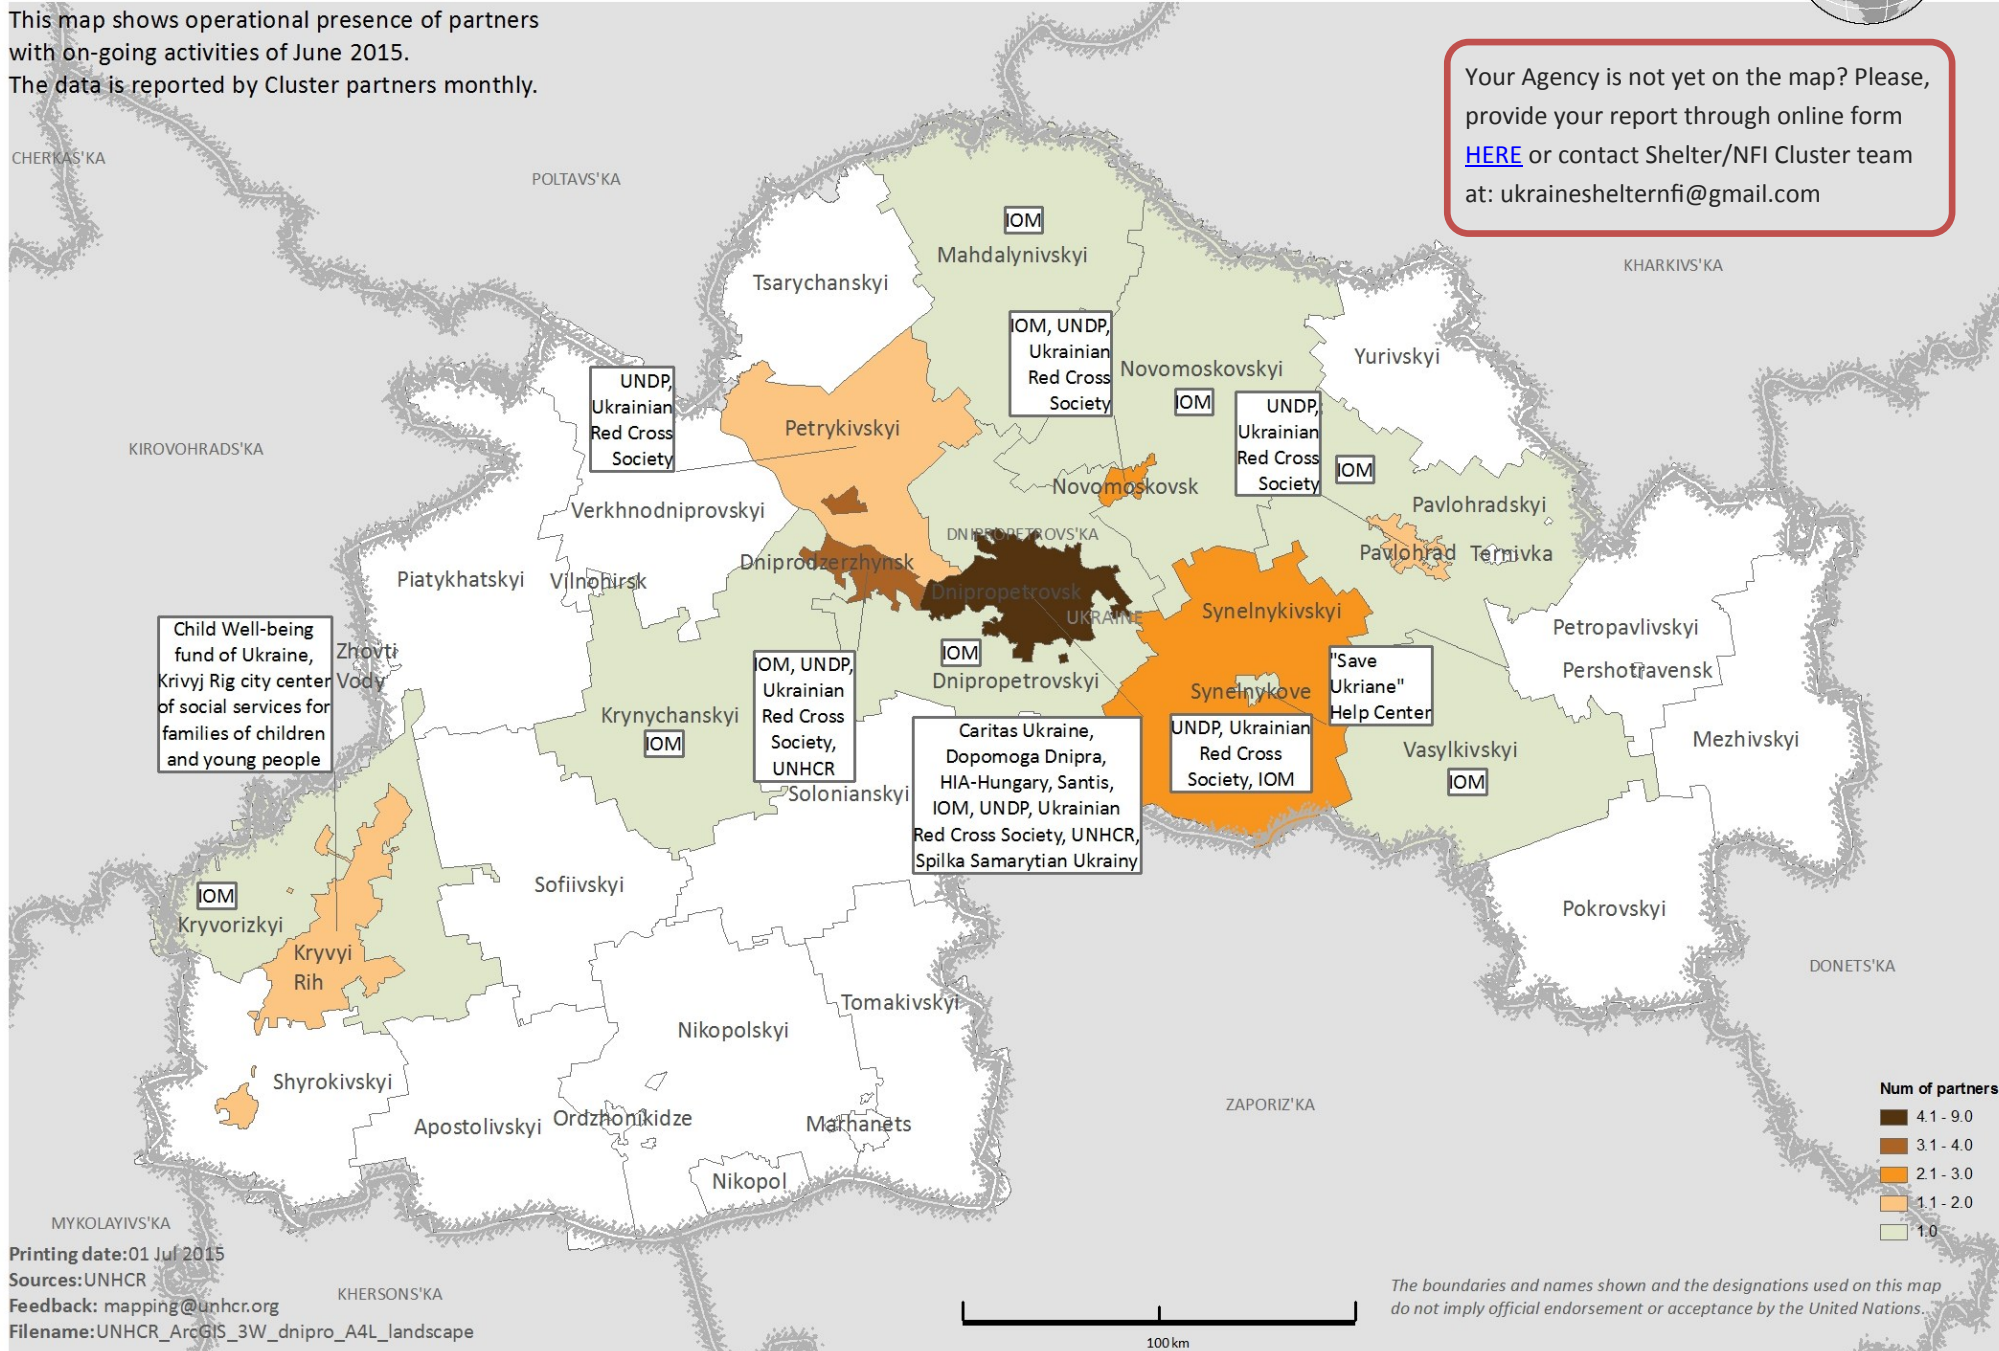 This map shows operational presence of partners
with on-going activities of June 2015.
The data is reported by Cluster partners monthly.
Your Agency is not yet on the map? Please,
provide your report through online form
HERE or contact Shelter/NFI Cluster team
at: ukraineshelternfi@gmail.com
CHERKAS'KA
POLTAVS'KA
KHARKIVS'KA
KIROVOHRADS'KA
IOM
Mahdalynivskyi
Tsarychanskyi
IOM, UNDP,
Ukrainian
Red Cross
Society
Novomoskovskyi
IOM
Yurivskyi
UNDP,
Ukrainian
Red Cross
Society
Petrykivskyi
UNDP,
Ukrainian
Red Cross
Society
IOM
Novomoskovsk
Pavlohradskyi
Verkhnodniprovskyi
DNIPROPETROVS'KA
Pavlohrad
Ternivka
Dniprodzerzhynsk
Piatykhatskyi
Vilnohirsk
Dnipropetrovsk
UKRAINE
Synelnykivskyi
Petropavlivskyi
Pershotravensk
Child Well-being
fund of Ukraine,
Krivyj Rig city center
of social services for
families of children
and young people
Zhovti
Vody
IOM, UNDP,
Ukrainian
Red Cross
Society,
UNHCR
IOM
Dnipropetrovskyi
Synelnykove
"Save
Ukriane"
Help Center
Krynychanskyi
IOM
Caritas Ukraine,
Dopomoga Dnipra,
HIA-Hungary, Santis,
IOM, UNDP, Ukrainian
Red Cross Society, UNHCR,
Spilka Samarytian Ukrainy
UNDP, Ukrainian
Red Cross
Society, IOM
Vasylkivskyi
IOM
Mezhivskyi
Solonianskyi
Sofiivskyi
IOM
Kryvorizkyi
Kryvyi
Rih
Pokrovskyi
DONETS'KA
Tomakivskyi
Nikopolskyi
Shyrokivskyi
Apostolivskyi
Ordzhonikidze
Marhanets
Nikopol
ZAPORIZ'KA
Num of partners
4.1 - 9.0
3.1 - 4.0
2.1 - 3.0
1.1 - 2.0
1.0
MYKOLAYIVS'KA
KHERSONS'KA
Printing date:01 Jul 2015
Sources:UNHCR
Feedback: mapping@unhcr.org
Filename:UNHCR_ArcGIS_3W_dnipro_A4L_landscape
100 km
The boundaries and names shown and the designations used on this map
do not imply official endorsement or acceptance by the United Nations.